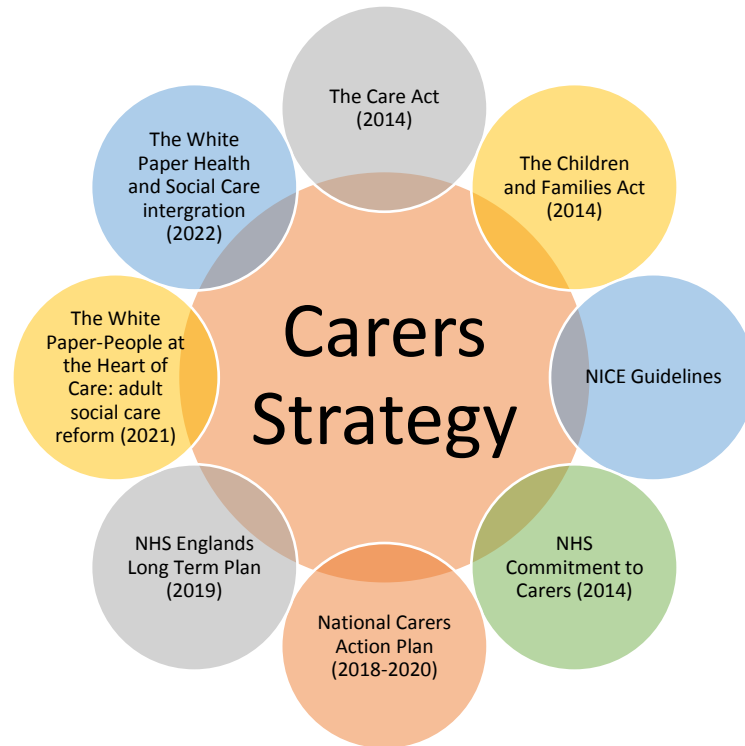 Carers
Strategy
The Care Act
(2014)
The Children
and Families Act
(2014)
NICE Guidelines
NHS
Commitment to
Carers (2014)
National Carers
Action Plan
(2018-2020)
NHS Englands
Long Term Plan
(2019)
The White
Paper-People at
the Heart of
Care: adult
social care
reform (2021)
The White
Paper Health
and Social Care
intergration
(2022)